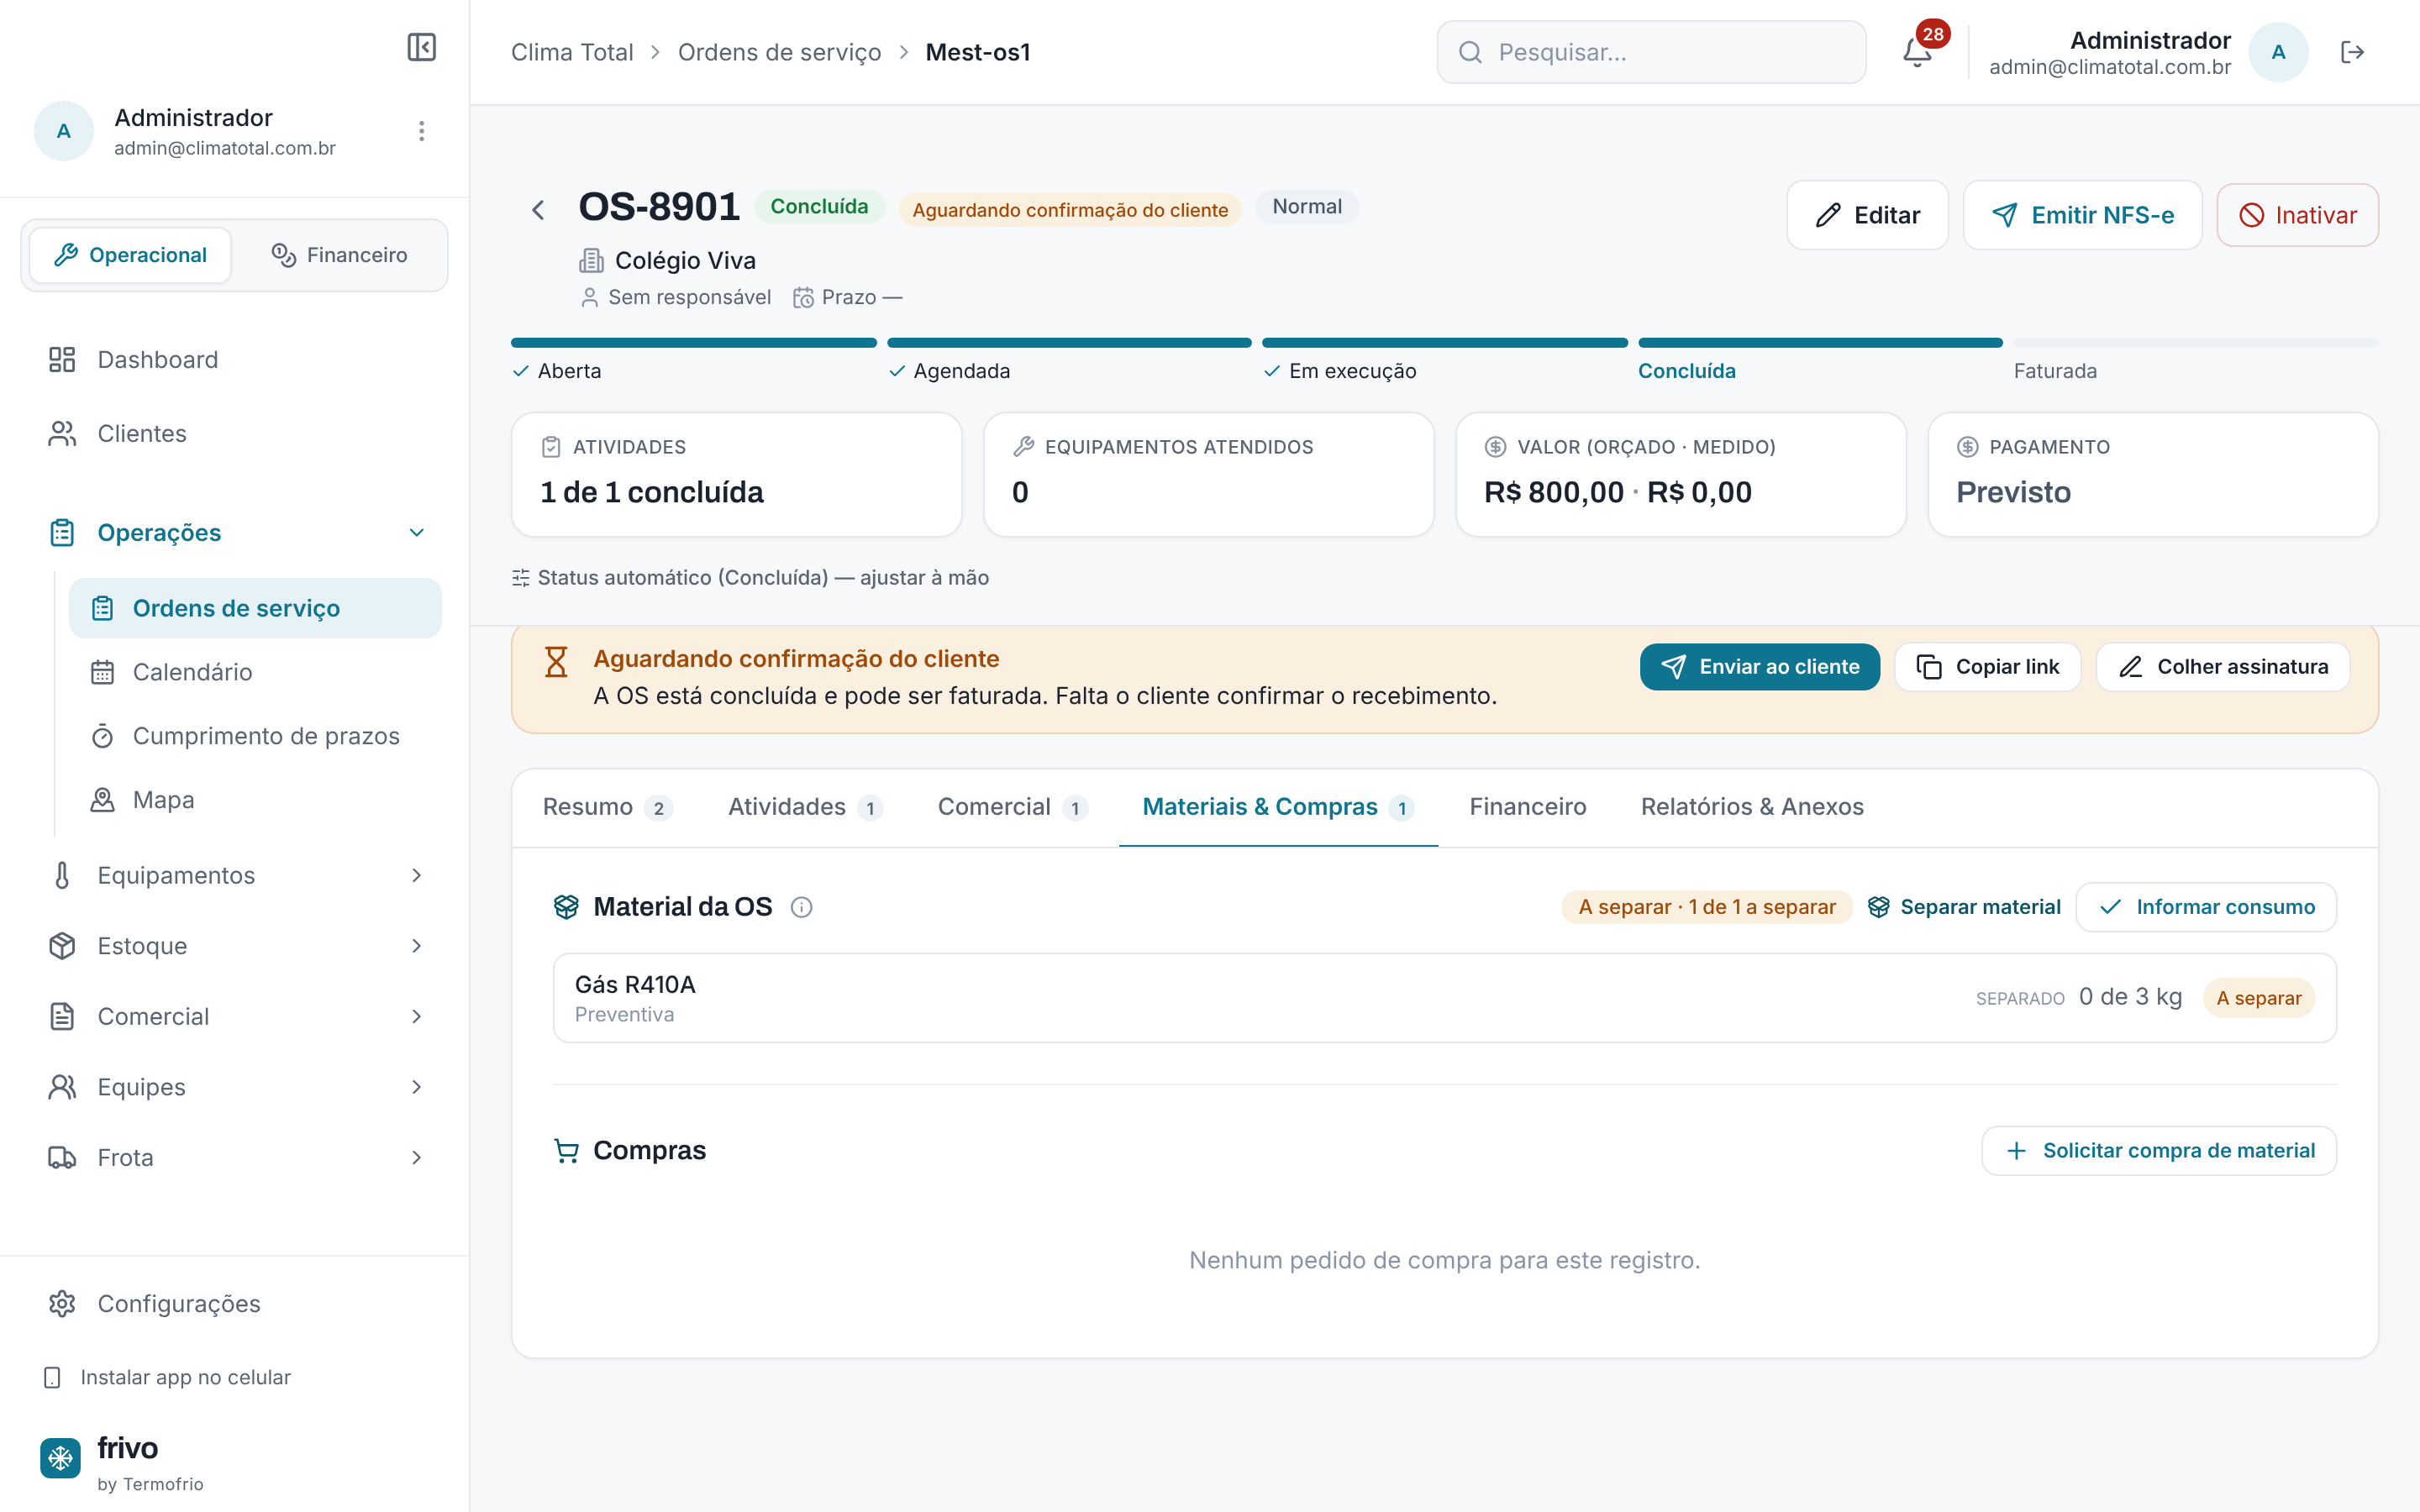 Administrador
admin@climatotal.com.br
A
Operacional
Financeiro
Dashboard
Clientes
Operações
Ordens de serviço
Calendário
Cumprimento de prazos
Mapa
Equipamentos
Estoque
Comercial
Equipes
Frota
Configurações
Instalar app no celular
frivo
by Termofrio
Clima Total > Ordens de serviço > Mest-os1
Pesquisar...
28
Administrador
admin@climatotal.com.br
A
OS-8901 Concluída Aguardando confirmação do cliente Normal
Colégio Viva
Sem responsável Prazo —
Editar
Emitir NFS-e
Inativar
Aberta
Agendada
Em execução
Concluída
Faturada
ATIVIDADES
1 de 1 concluída
EQUIPAMENTOS ATENDIDOS
0
VALOR (ORÇADO · MEDIDO)
R$ 800,00 · R$ 0,00
PAGAMENTO
Previsto
Status automático (Concluída) — ajustar à mão
Aguardando confirmação do cliente
A OS está concluída e pode ser faturada. Falta o cliente confirmar o recebimento.
Enviar ao cliente
Copiar link
Colher assinatura
Resumo 2
Atividades 1
Comercial 1
Materiais & Compras 1
Financeiro
Relatórios & Anexos
Material da OS
A separar · 1 de 1 a separar
Separar material
Informar consumo
Gás R410A
Preventiva
SEPARADO 0 de 3 kg A separar
Compras
Solicitar compra de material
Nenhum pedido de compra para este registro.